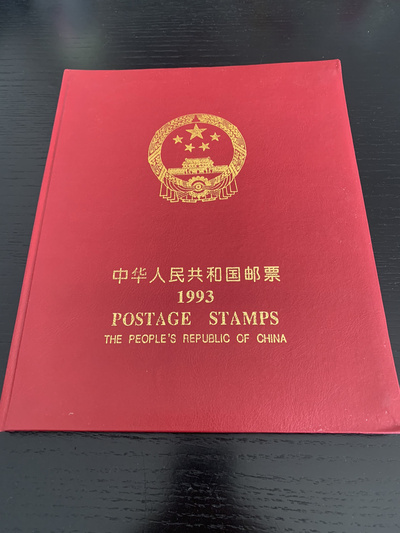 中华人民共和国邮票
1993
POSTAGE STAMPS
THE PEOPLE'S REPUBLIC OF CHINA